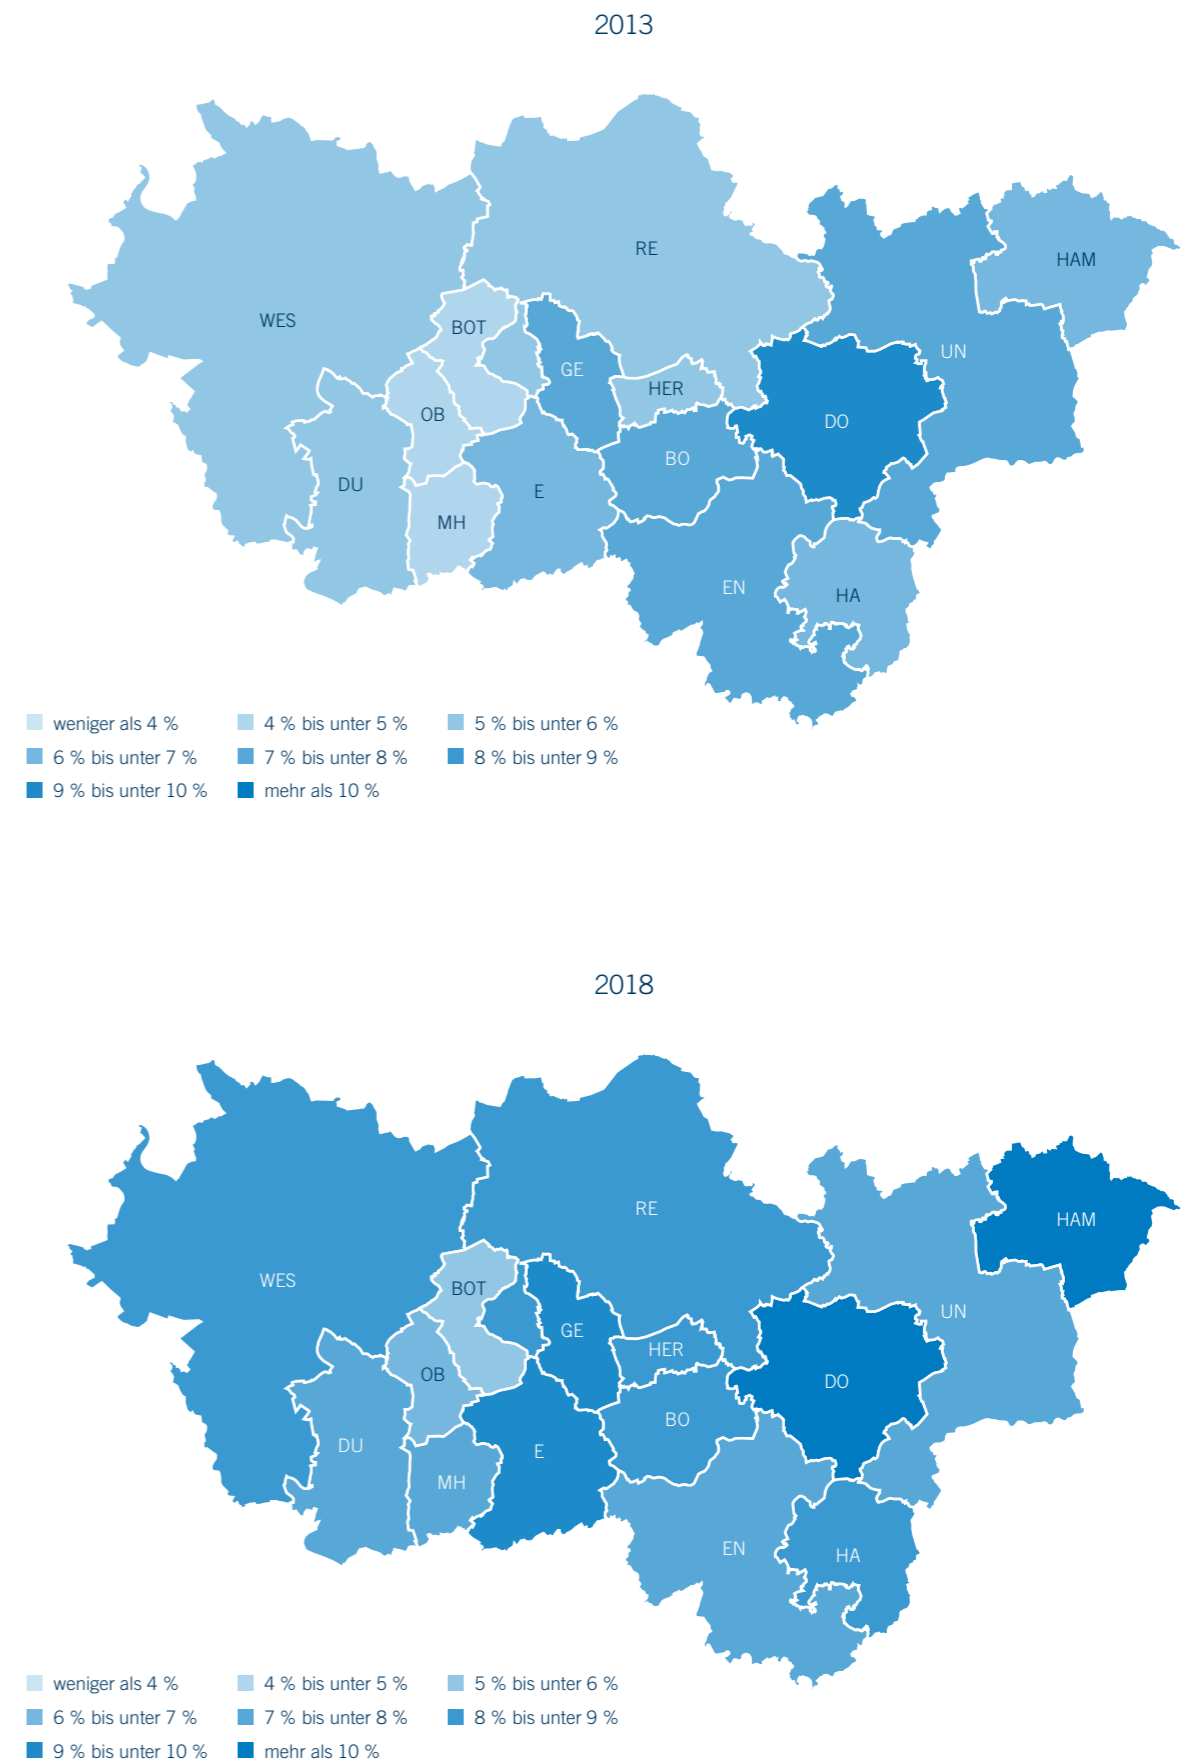 2013
RE
HAM
WES
BOT
UN
GE
HER
OB
DO
BO
DU
E
MH
EN
HA
weniger als 4 % 4 % bis unter 5 % 5 % bis unter 6 %
6 % bis unter 7 % 7 % bis unter 8 % 8 % bis unter 9 %
9 % bis unter 10 % mehr als 10 %
2018
RE
HAM
WES
BOT
UN
GE
HER
OB
DO
BO
DU
E
MH
EN
HA
weniger als 4 % 4 % bis unter 5 % 5 % bis unter 6 %
6 % bis unter 7 % 7 % bis unter 8 % 8 % bis unter 9 %
9 % bis unter 10 % mehr als 10 %